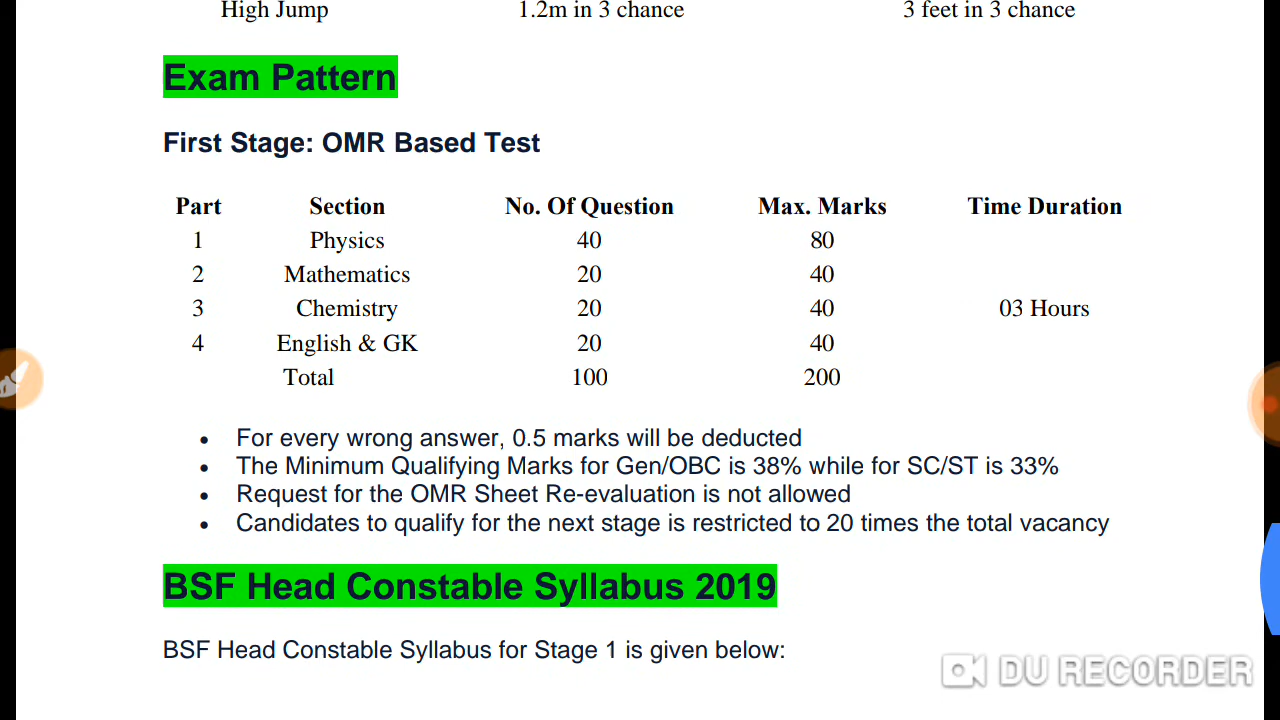 High Jump 1.2m in 3 chance 3 feet in 3 chance
Exam Pattern
First Stage: OMR Based Test
Part Section No. Of Question Max. Marks Time Duration
1 Physics 40 80
2 Mathematics 20 40
3 Chemistry 20 40 03 Hours
4 English & GK 20 40
Total 100 200
• For every wrong answer, 0.5 marks will be deducted
• The Minimum Qualifying Marks for Gen/OBC is 38% while for SC/ST is 33%
• Request for the OMR Sheet Re-evaluation is not allowed
• Candidates to qualify for the next stage is restricted to 20 times the total vacancy
BSF Head Constable Syllabus 2019
BSF Head Constable Syllabus for Stage 1 is given below:
DU RECORDER